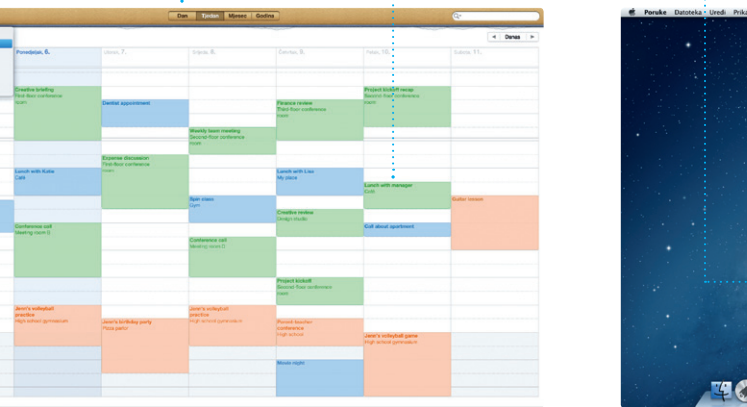 Dan Tjedan Mjesec Godina
Danas
Ponedjeljak, 6.
Utorak, 7.
Srijeda, 8.
Četvrtak, 9.
Petak, 10.
Subota, 11.
Creative briefing
First-floor conference
room
Dentist appointment
Finance review
Third-floor conference
room
Project kickoff recap
Second-floor conference
room
Weekly team meeting
Second-floor conference
room
Expense discussion
First-floor conference
room
Lunch with Katie
Café
Lunch with Lisa
My place
Lunch with manager
Café
Spin class
Gym
Guitar lesson
Creative review
Design studio
Conference call
Meeting room D
Call about apartment
Conference call
Meeting room D
Project kickoff
Second-floor conference
room
Jenn's volleyball
practice
High school gymnasium
Jenn's birthday party
Pizza parlor
Jenn's volleyball
practice
High school gymnasium
Parent-teacher
conference
High school
Jenn's volleyball game
High school gymnasium
Movie night
Poruke Datoteka Uredi Prika